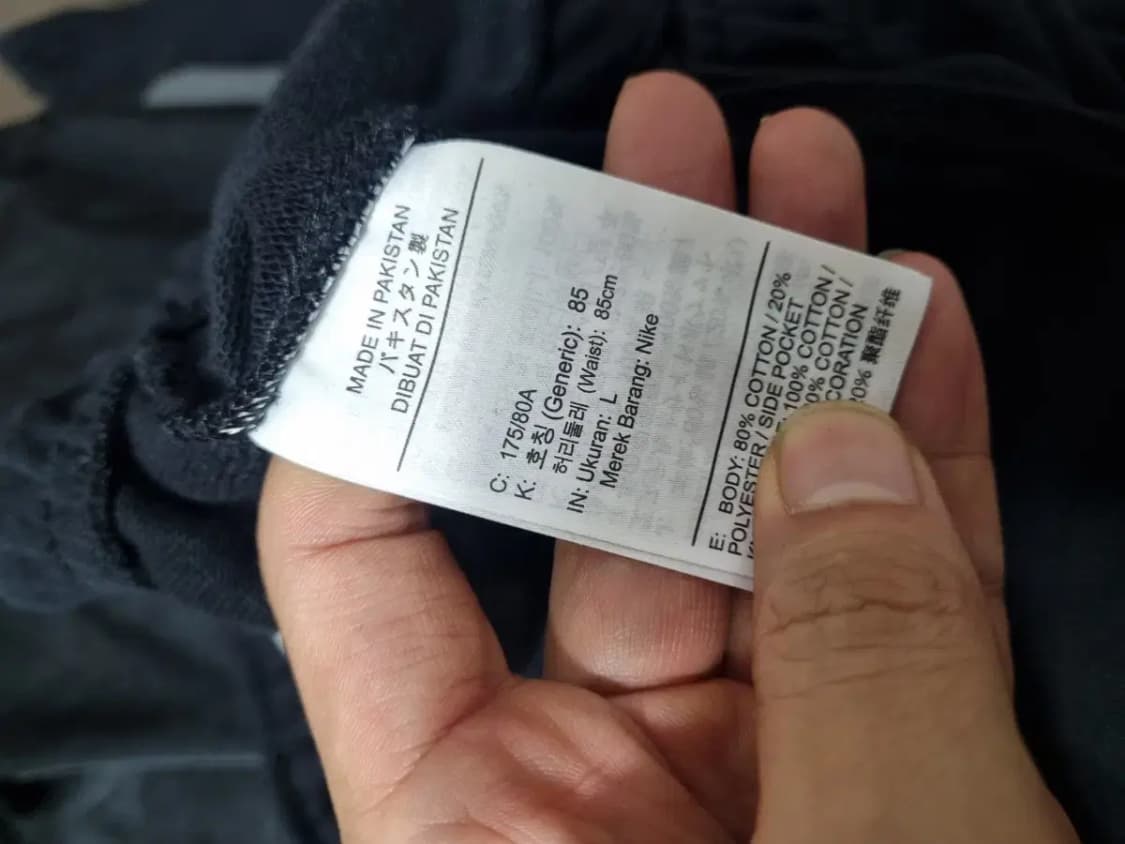 MADE IN PAKISTAN
パキスタン製
DIBUAT DI PAKISTAN
C: 175/80A
K: 호칭 (Generic): 85
허리둘레 (Waist): 85cm
IN: Ukuran: L
Merek Barang: Nike
E: BODY: 80% COTTON / 20%
POLYESTER / SIDE POCKET
100% COTTON /
COTTON /
聚酯纤维